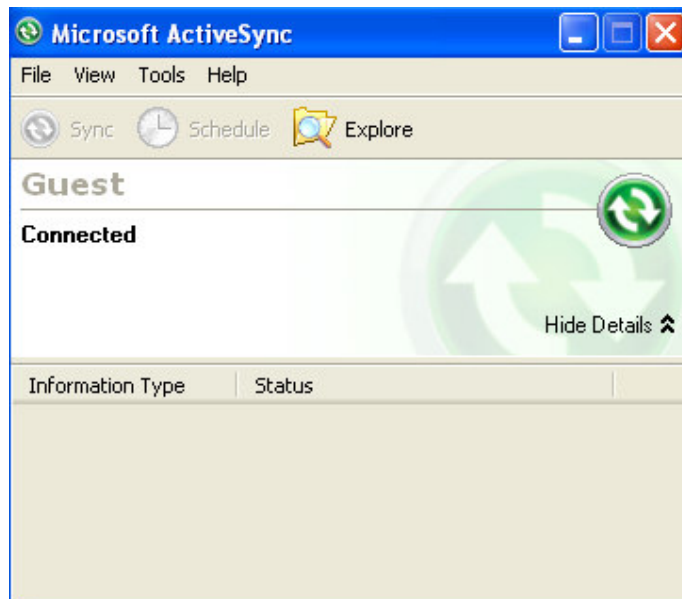 Microsoft ActiveSync
File View Tools Help
Sync Schedule Explore
Guest
Connected
Hide Details
Information Type Status